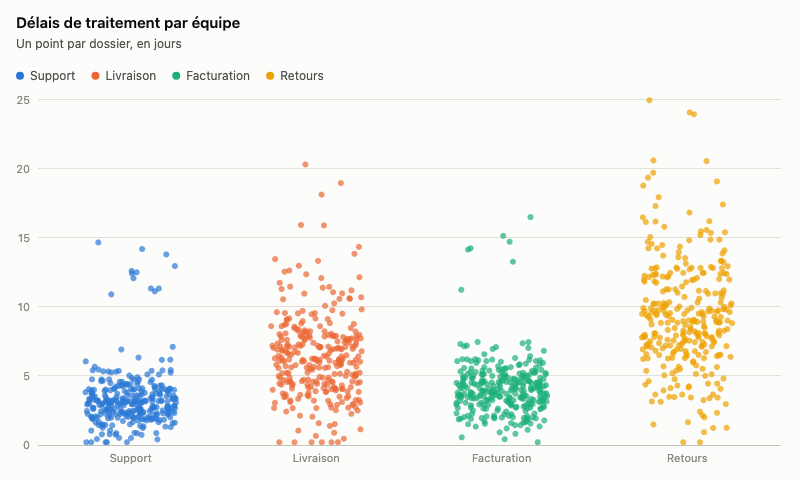 Délais de traitement par équipe
Un point par dossier, en jours
Support Livraison Facturation Retours
25
20
15
10
5
0
Support Livraison Facturation Retours